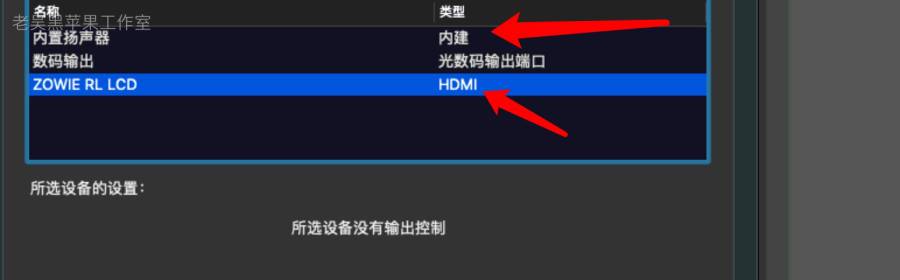 名称 类型
老吴黑苹果工作室
内置扬声器 内建
数码输出 光数码输出端口
ZOWIE RL LCD HDMI
所选设备的设置：
所选设备没有输出控制